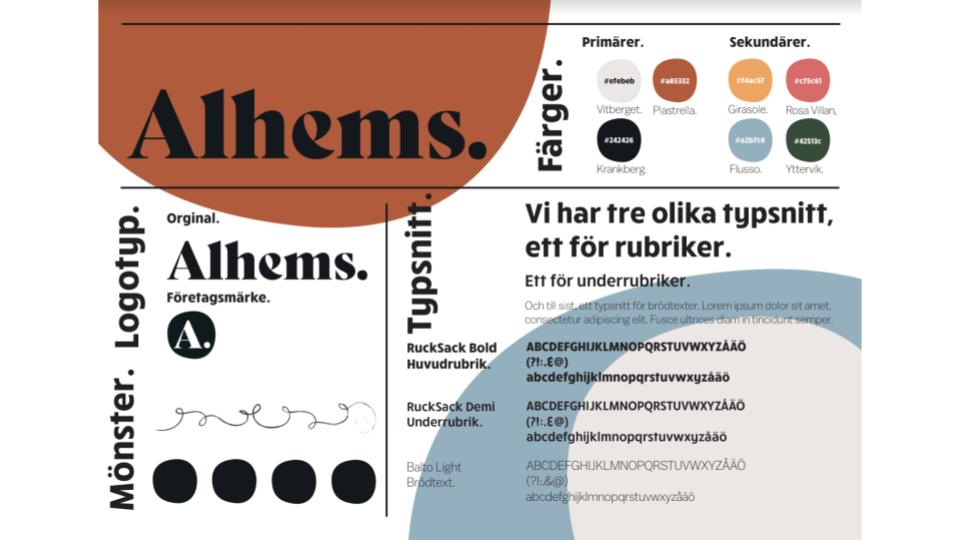 Alhems.
Färger.
Primärer.
#efebeb
#a85332
Vitberget.
Piastrella.
#242426
Krankberg.
Sekundärer.
#f4ac57
#c75c61
Girasole.
Rosa Villan,
#a2b7c6
#42513c
Flusso.
Yttervik.
Logotyp.
Orginal.
Alhems.
Företagsmärke.
A.
Mönster.
Typsnitt.
Vi har tre olika typsnitt,
ett för rubriker.
Ett för underrubriker.
Och till sist, ett typsnitt för brödtexter. Lorem ipsum dolor sit amet,
consectetur adipiscing elit. Fusce ultrices diam in tincidunt semper.
RuckSack Bold
Huvudrubrik.
ABCDEFGHIJKLMNOPQRSTUVWXYZÅÄÖ
(?!:.&@)
abcdefghijklmnopqrstuvwxyzåäö
RuckSack Demi
Underrubrik.
ABCDEFGHIJKLMNOPQRSTUVWXYZÅÄÖ
(?!:.&@)
abcdefghijklmnopqrstuvwxyzåäö
Balto Light
Brödtext.
ABCDEFGHIJKLMNOPQRSTUVWXYZÅÄÖ
(?!:.&@)
abcdefghijklmnopqrstuvwxyzåäö